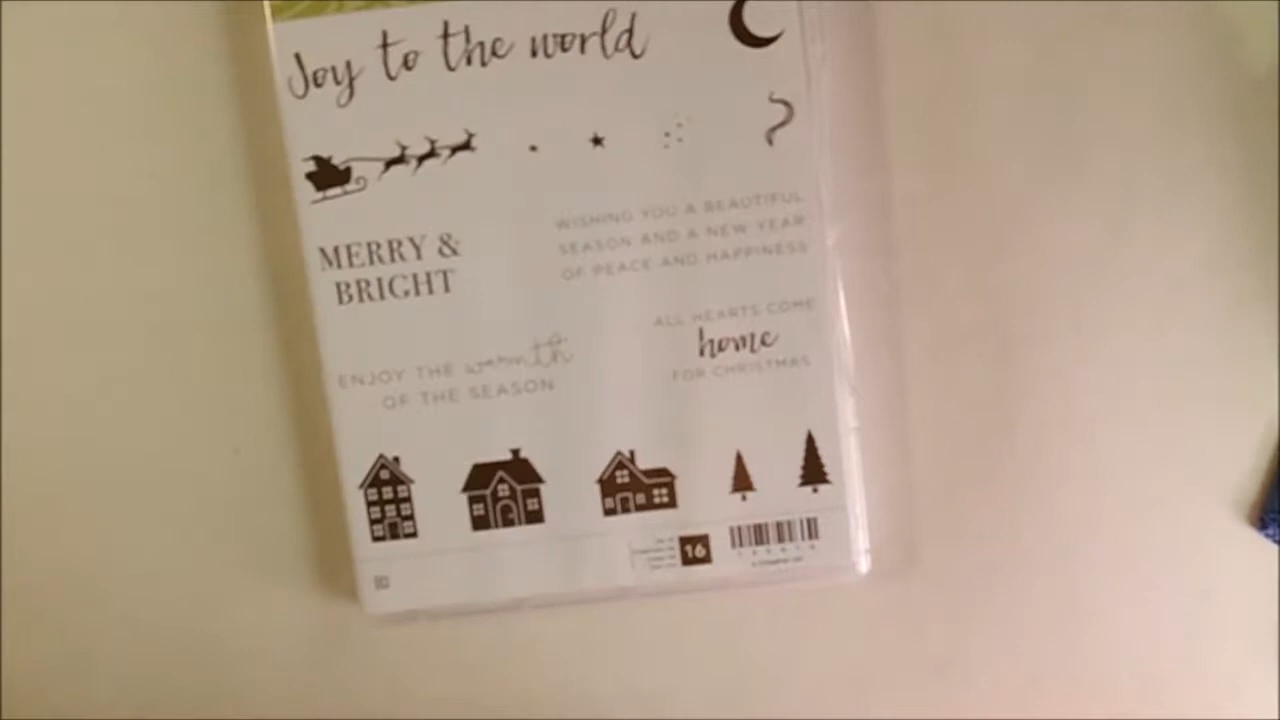 Joy to the world
MERRY &
BRIGHT
WISHING YOU A BEAUTIFUL
SEASON AND A NEW YEAR
OF PEACE AND HAPPINESS
ALL HEARTS COME
home
FOR CHRISTMAS
ENJOY THE warmth
OF THE SEASON
16